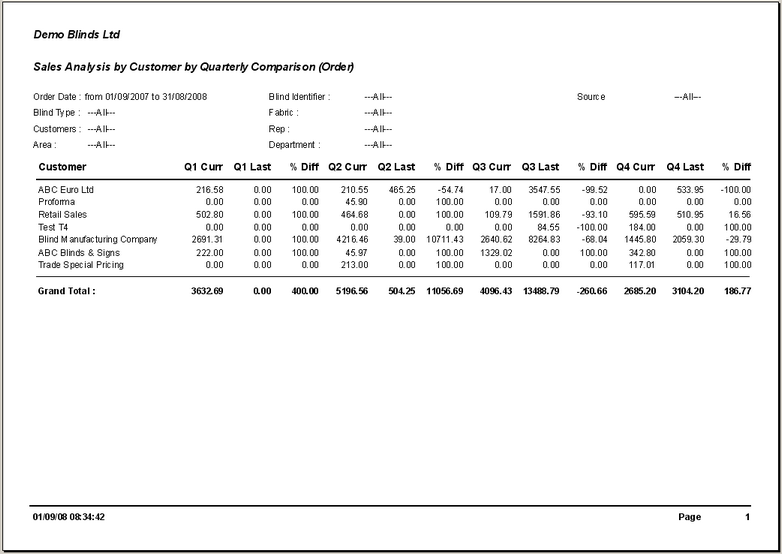 Demo Blinds Ltd
Sales Analysis by Customer by Quarterly Comparison (Order)
Order Date : from 01/09/2007 to 31/08/2008 Blind Identifier : ---All--- Source ---All---
Blind Type : ---All--- Fabric : ---All---
Customers : ---All--- Rep : ---All---
Area : ---All--- Department : ---All---
Customer Q1 Curr Q1 Last % Diff Q2 Curr Q2 Last % Diff Q3 Curr Q3 Last % Diff Q4 Curr Q4 Last % Diff
ABC Euro Ltd 216.58 0.00 100.00 210.55 465.25 -54.74 17.00 3547.55 -99.52 0.00 533.95 -100.00
Proforma 0.00 0.00 0.00 45.90 0.00 100.00 0.00 0.00 0.00 0.00 0.00 0.00
Retail Sales 502.80 0.00 100.00 464.68 0.00 100.00 109.79 1591.86 -93.10 595.59 510.95 16.56
Test T4 0.00 0.00 0.00 0.00 0.00 0.00 0.00 84.55 -100.00 184.00 0.00 100.00
Blind Manufacturing Company 2691.31 0.00 100.00 4216.46 39.00 10711.43 2640.62 8264.83 -68.04 1445.80 2059.30 -29.79
ABC Blinds & Signs 222.00 0.00 100.00 45.97 0.00 100.00 1329.02 0.00 100.00 342.80 0.00 100.00
Trade Special Pricing 0.00 0.00 0.00 213.00 0.00 100.00 0.00 0.00 0.00 117.01 0.00 100.00
Grand Total : 3632.69 0.00 400.00 5196.56 504.25 11056.69 4096.43 13488.79 -260.66 2685.20 3104.20 186.77
01/09/08 08:34:42 Page 1